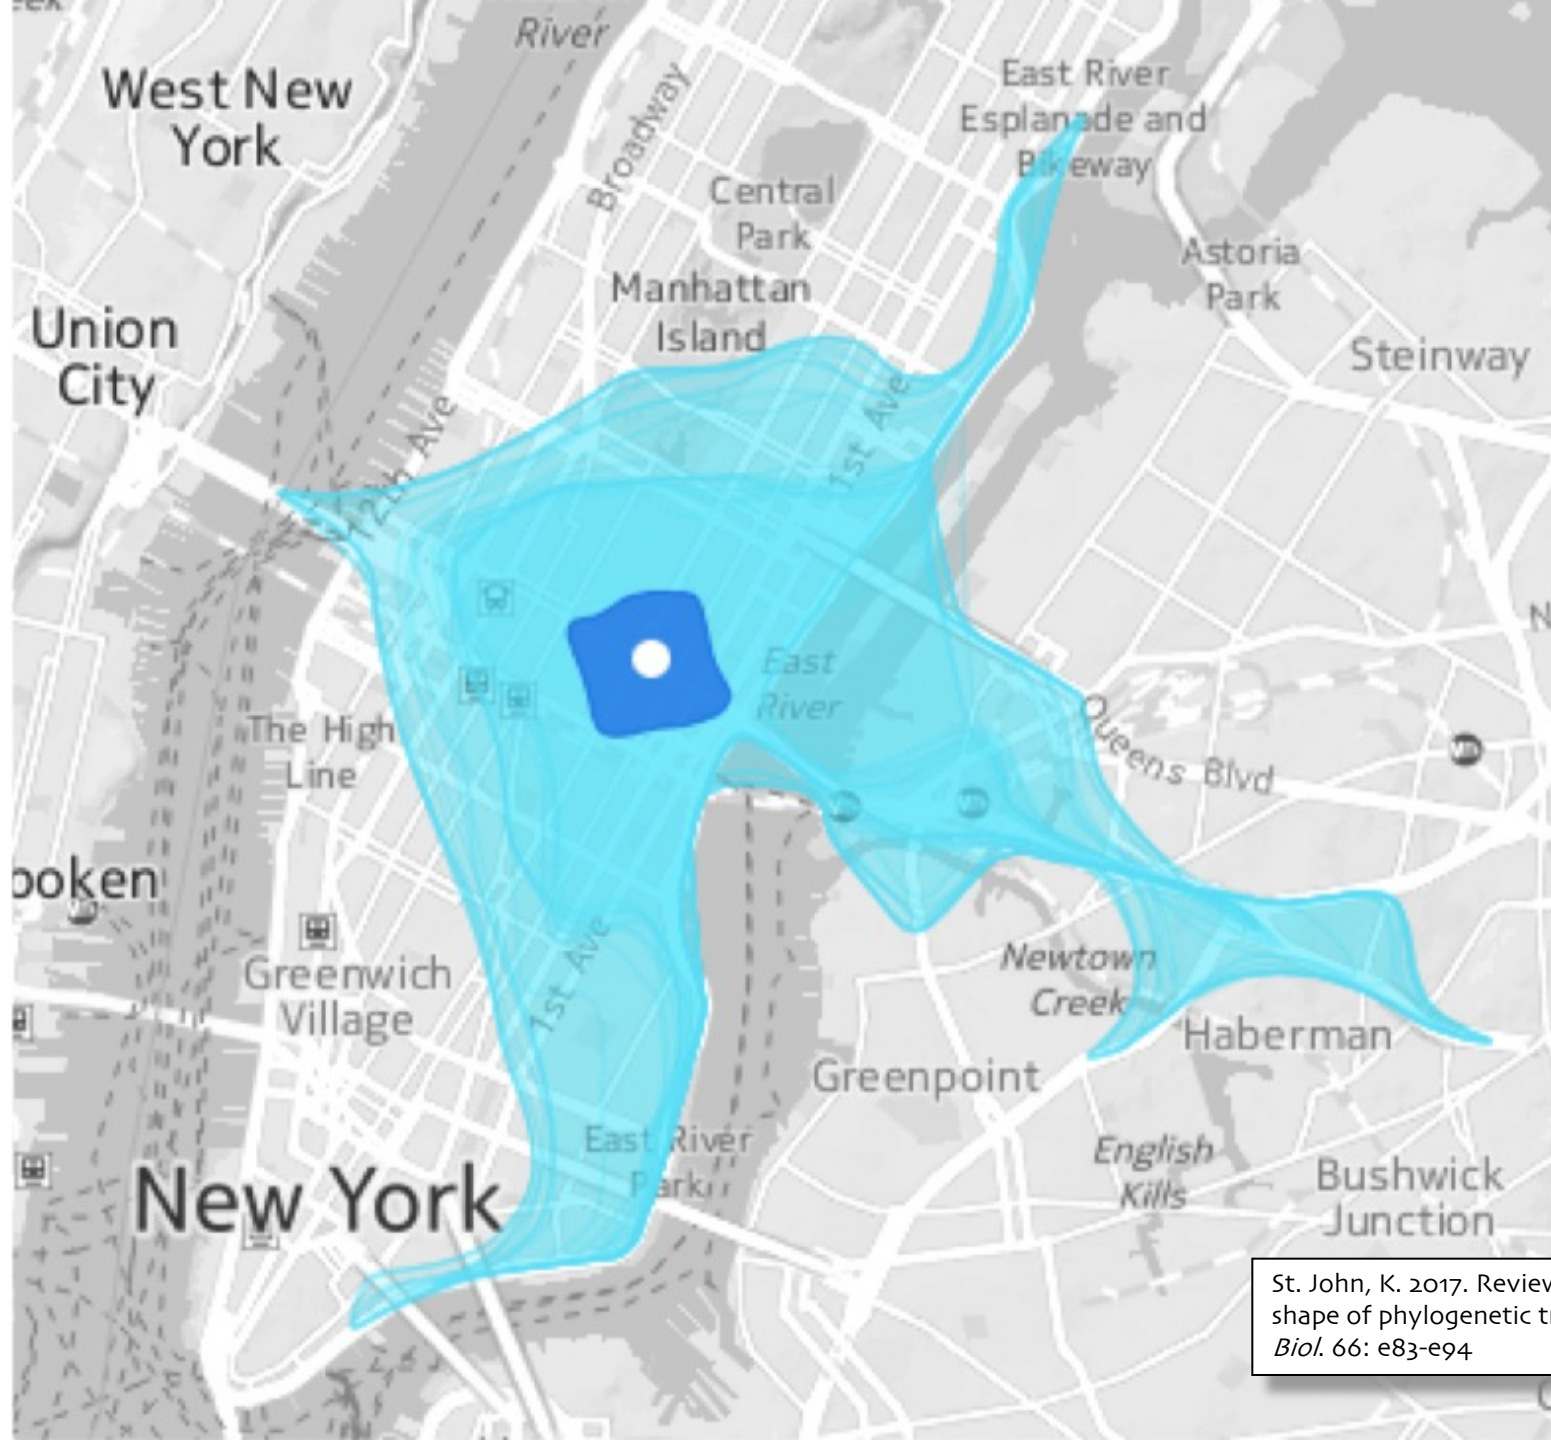 River
West New
York
Broadway
East River
Esplanade and
Bikeway
Central
Park
Astoria
Park
Manhattan
Island
Union
City
Steinway
12th Ave
1st Ave
East
River
Queens Blvd
The High
Line
boken
1st Ave
Greenwich
Village
Newtown
Creek
Haberman
Greenpoint
East River
Park
English
Kills
New York
Bushwick
Junction
St. John, K. 2017. Review
shape of phylogenetic t
Biol. 66: e83-e94